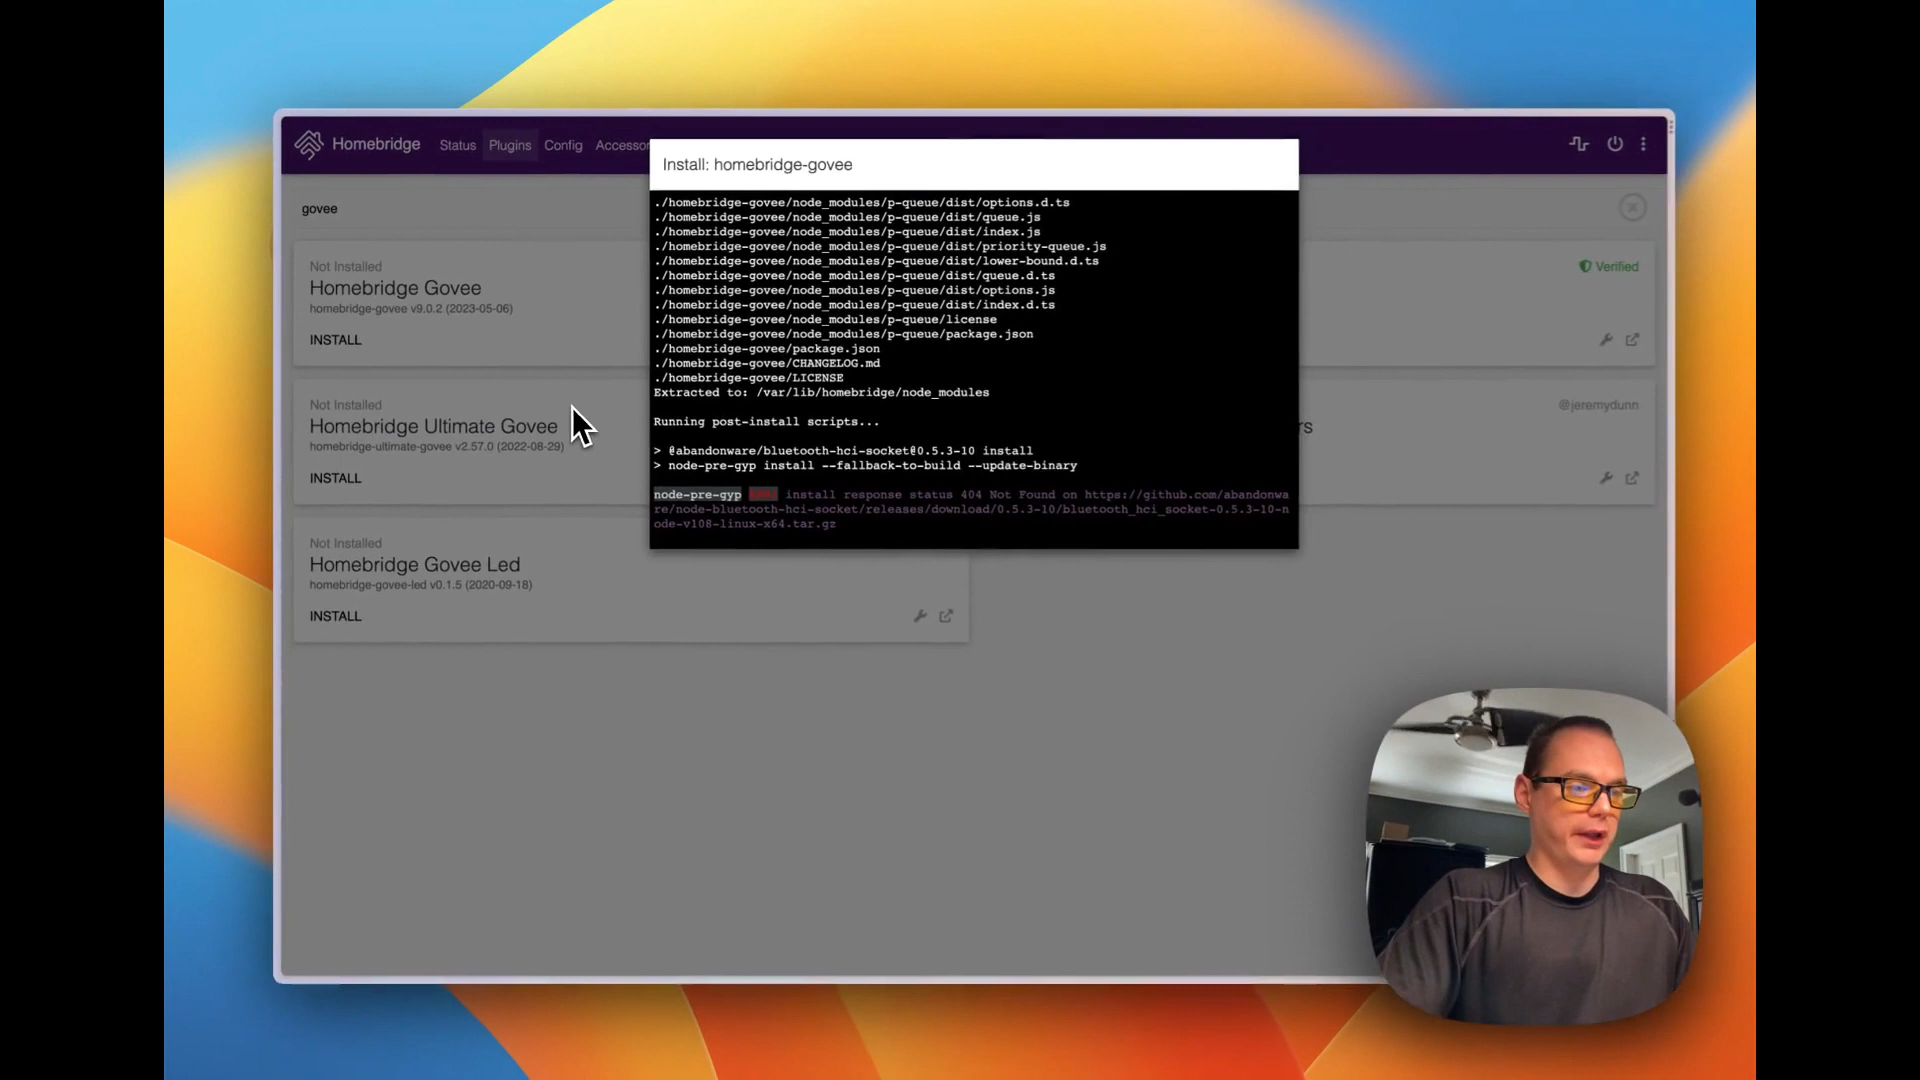 Homebridge
Status
Plugins
Config
Install: homebridge-govee
govee
./homebridge-govee/node_modules/p-queue/dist/options.d.ts
./homebridge-govee/node_modules/p-queue/dist/queue.js
./homebridge-govee/node_modules/p-queue/dist/index.js
./homebridge-govee/node_modules/p-queue/dist/priority-queue.js
./homebridge-govee/node_modules/p-queue/dist/lower-bound.d.ts
./homebridge-govee/node_modules/p-queue/dist/queue.d.ts
./homebridge-govee/node_modules/p-queue/dist/options.js
./homebridge-govee/node_modules/p-queue/dist/index.d.ts
./homebridge-govee/node_modules/p-queue/license
./homebridge-govee/node_modules/p-queue/package.json
./homebridge-govee/package.json
./homebridge-govee/CHANGELOG.md
./homebridge-govee/LICENSE
Extracted to: /var/lib/homebridge/node_modules
Running post-install scripts...
> @abandonware/bluetooth-hci-socket@0.5.3-10 install
> node-pre-gyp install --fallback-to-build --update-binary
node-pre-gyp install response status 404 Not Found on https://github.com/abandonwa
re/node-bluetooth-hci-socket/releases/download/0.5.3-10/bluetooth_hci_socket-0.5.3-10-n
ode-v108-linux-x64.tar.gz
Not Installed
Homebridge Govee
homebridge-govee v9.0.2 (2023-05-06)
INSTALL
Verified
Not Installed
Homebridge Ultimate Govee
homebridge-ultimate-govee v2.57.0 (2022-08-29)
INSTALL
@jeremydunn
rs
Not Installed
Homebridge Govee Led
homebridge-govee-led v0.1.5 (2020-09-18)
INSTALL